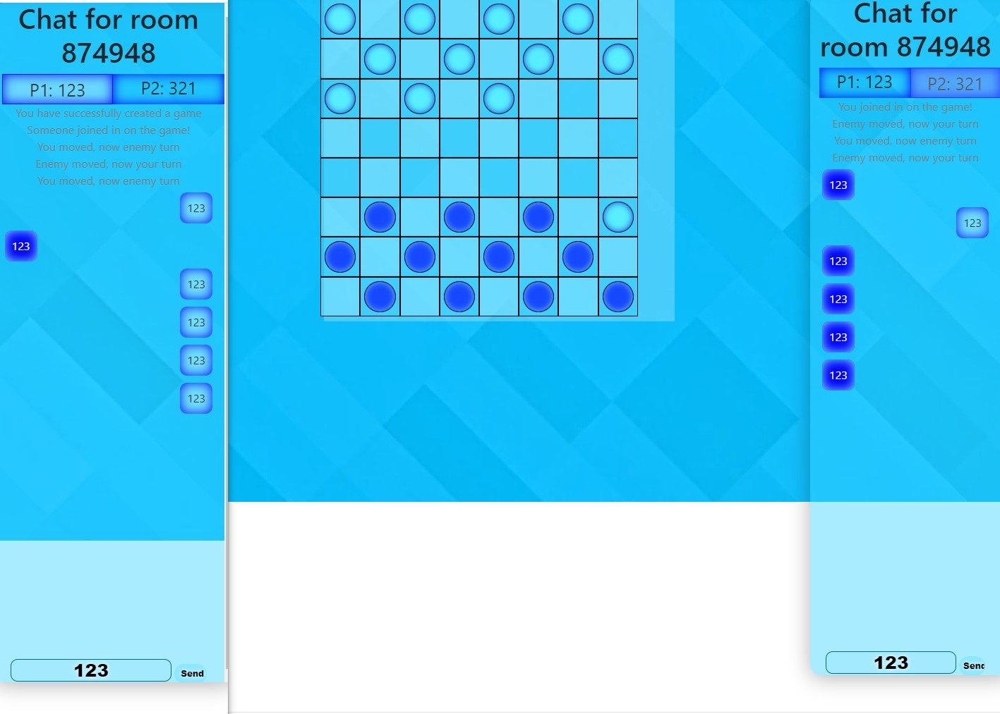 Chat for room
874948
P1: 123
P2: 321
You have successfully created a game
Someone joined in on the game!
You moved, now enemy turn
Enemy moved, now your turn
You moved, now enemy turn
123
123
123
123
123
123
123
Send
Chat for
room 874948
P1: 123
P2: 321
You joined in on the game!
Enemy moved, now your turn
You moved, now enemy turn
Enemy moved, now your turn
123
123
123
123
123
123
123
Send